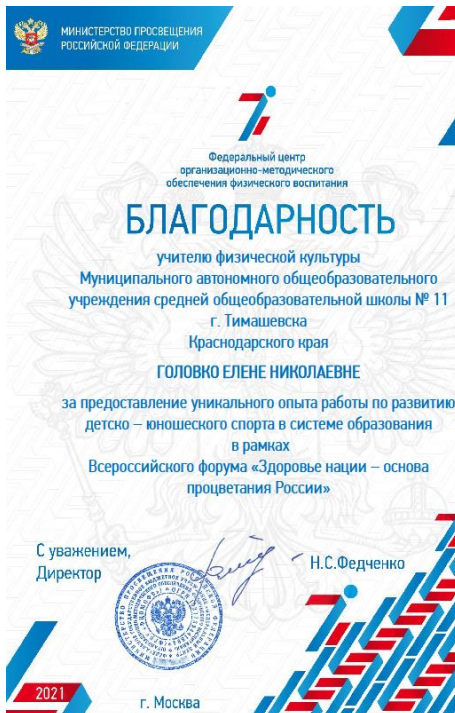 МИНИСТЕРСТВО ПРОСВЕЩЕНИЯ
РОССИЙСКОЙ ФЕДЕРАЦИИ
Федеральный центр
организационно-методического
обеспечения физического воспитания
БЛАГОДАРНОСТЬ
учителю физической культуры
Муниципального автономного общеобразовательного
учреждения средней общеобразовательной школы № 11
г. Тимашевска
Краснодарского края
ГОЛОВКО ЕЛЕНЕ НИКОЛАЕВНЕ
за предоставление уникального опыта работы по развитию
детско – юношеского спорта в системе образования
в рамках
Всероссийского форума «Здоровье нации – основа
процветания России»
С уважением,
Директор
Н.С.Федченко
2021
г. Москва